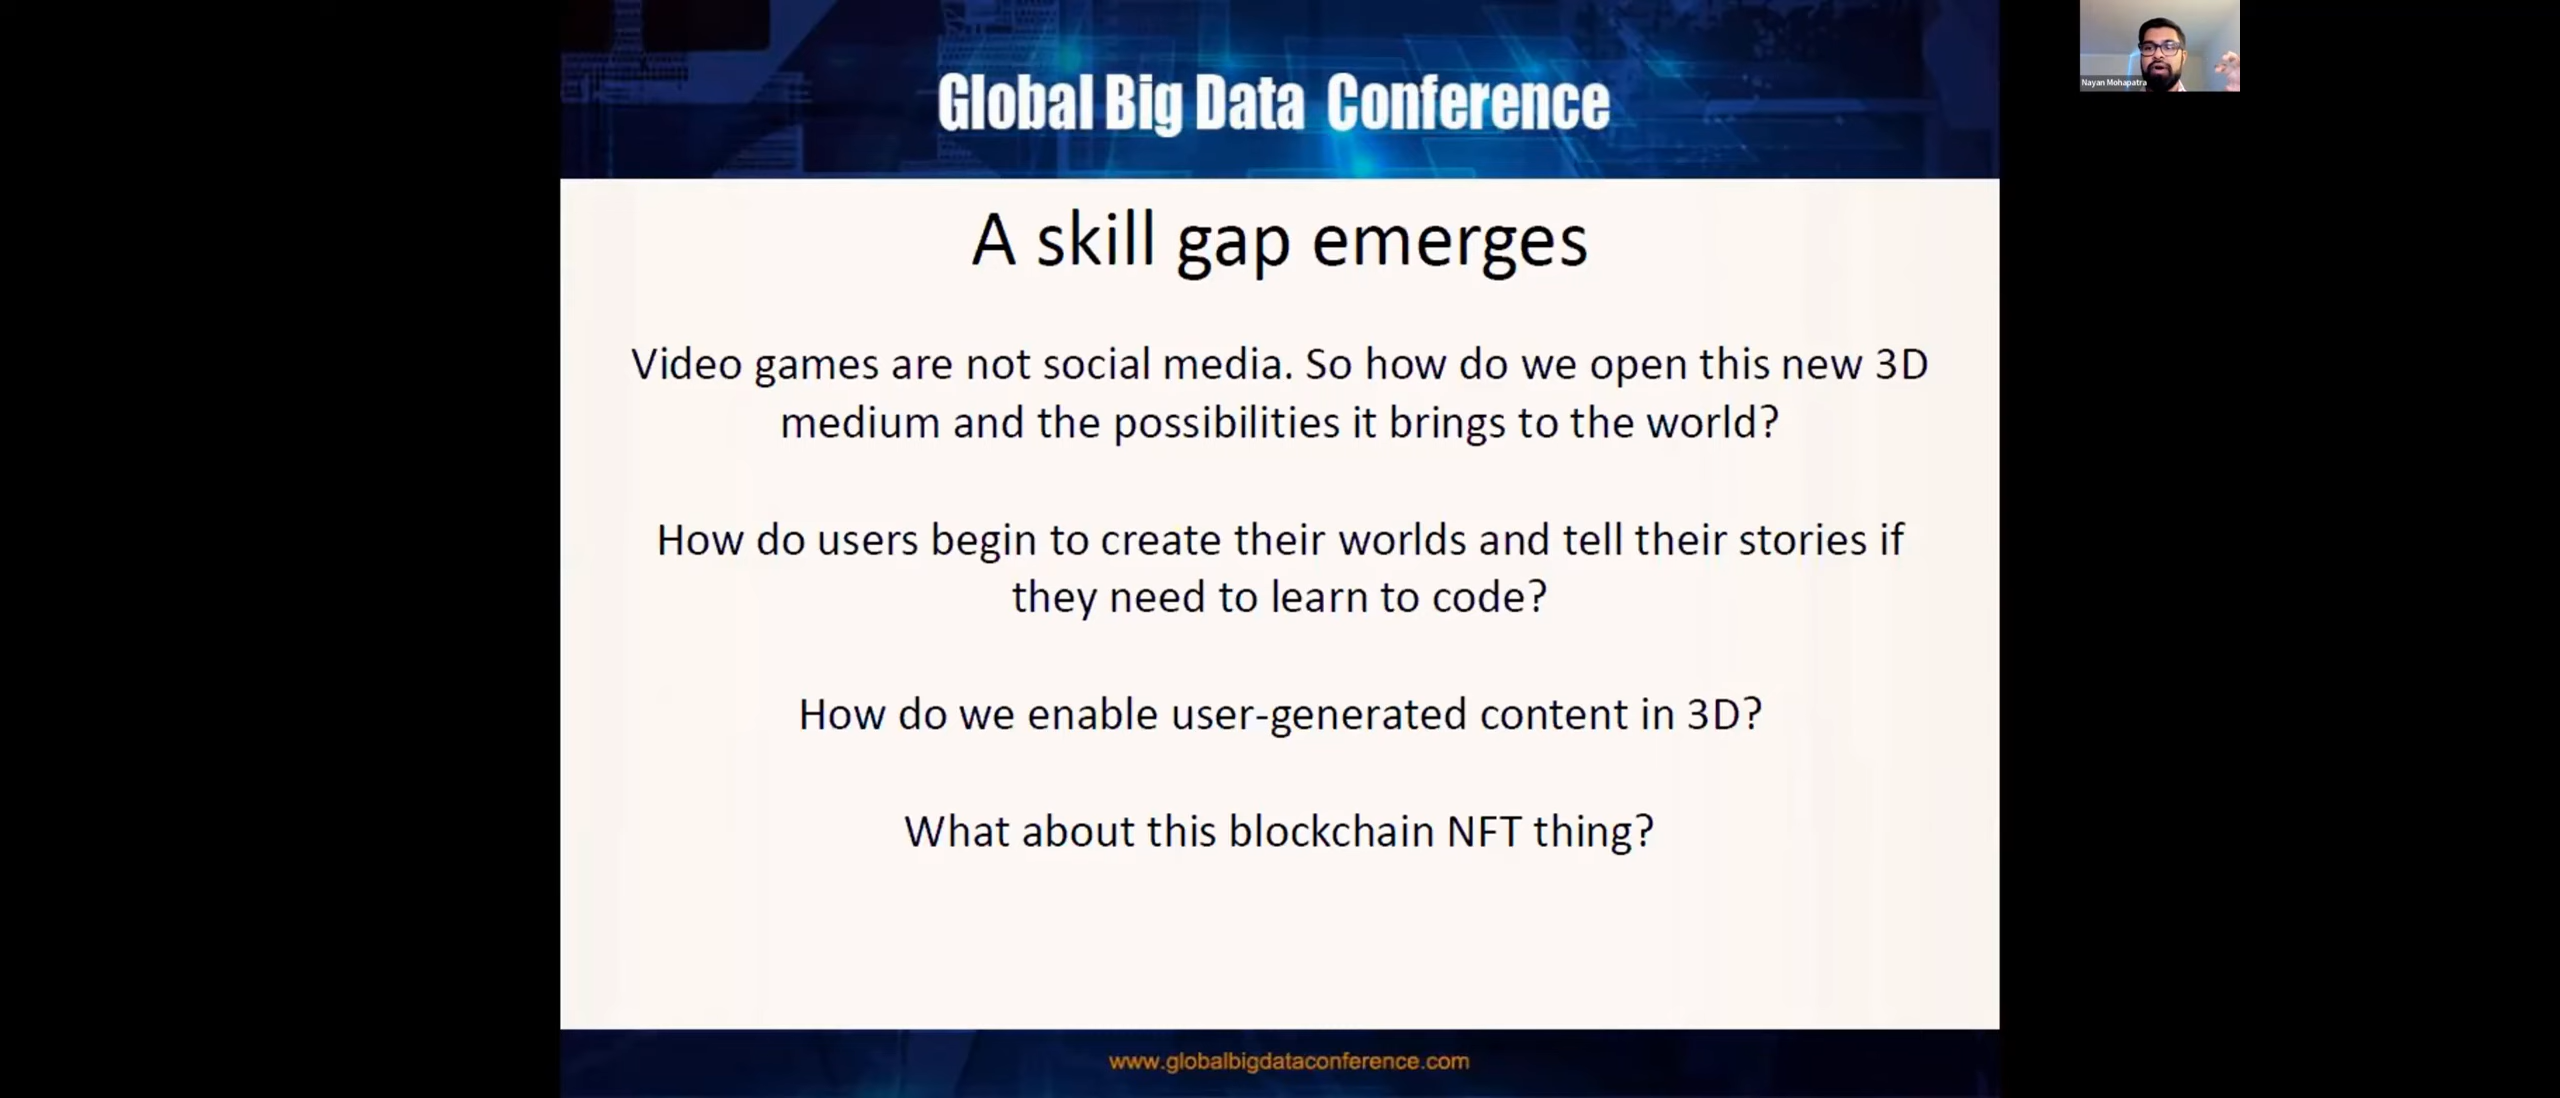 Global Big Data Conference
Nayan Mohapatra
A skill gap emerges
Video games are not social media. So how do we open this new 3D
medium and the possibilities it brings to the world?
How do users begin to create their worlds and tell their stories if
they need to learn to code?
How do we enable user-generated content in 3D?
What about this blockchain NFT thing?
www.globalbigdataconference.com